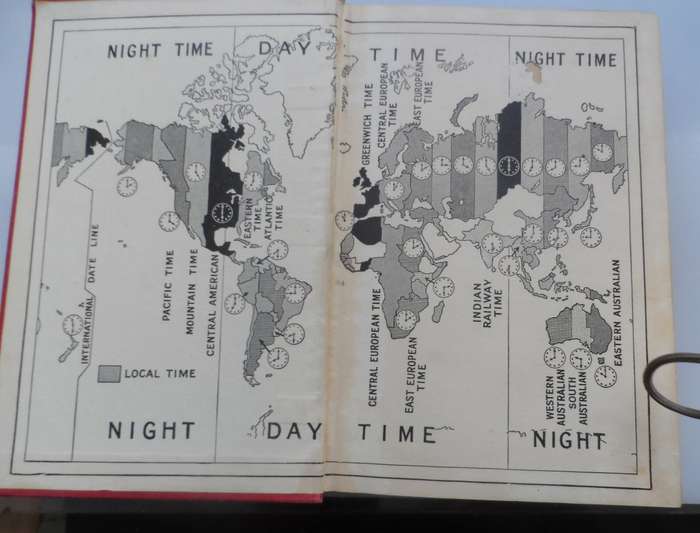 NIGHT TIME
DAY TIME
NIGHT TIME
GREENWICH TIME
CENTRAL EUROPEAN
TIME
EAST EUROPEAN
TIME
INTERNATIONAL DATE LINE
PACIFIC TIME
MOUNTAIN TIME
CENTRAL AMERICAN
EASTERN
TIME
ATLANTIC
TIME
CENTRAL EUROPEAN TIME
EAST EUROPEAN
TIME
INDIAN
RAILWAY
TIME
WESTERN
AUSTRALIAN
SOUTH
AUSTRALIAN
EASTERN AUSTRALIAN
LOCAL TIME
NIGHT
DAY TIME
NIGHT